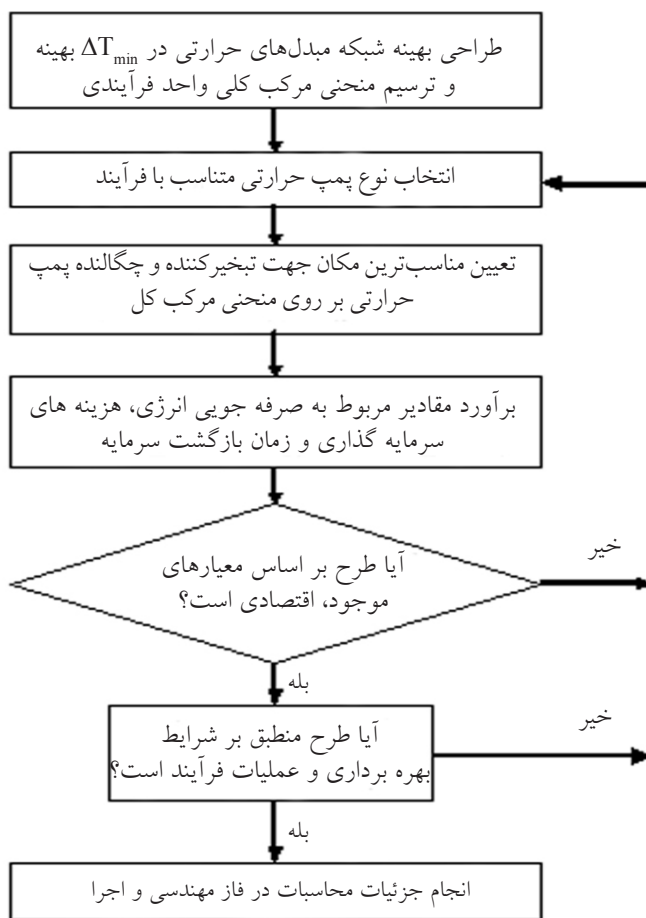 طراحی بهینه شبکه مبدل‌های حرارتی در ΔTmin بهینه
و ترسیم منحنی مرکب کلی واحد فرآیندی
انتخاب نوع پمپ حرارتی متناسب با فرآیند
تعیین مناسب‌ترین مکان جهت تبخیرکننده و چگالنده پمپ
حرارتی بر روی منحنی مرکب کل
برآورد مقادیر مربوط به صرفه جویی انرژی، هزینه های
سرمایه گذاری و زمان بازگشت سرمایه
آیا طرح بر اساس معیارهای
موجود، اقتصادی است؟
خیر
بله
آیا طرح منطبق بر شرایط
بهره برداری و عملیات فرآیند است؟
خیر
بله
انجام جزئیات محاسبات در فاز مهندسی و اجرا